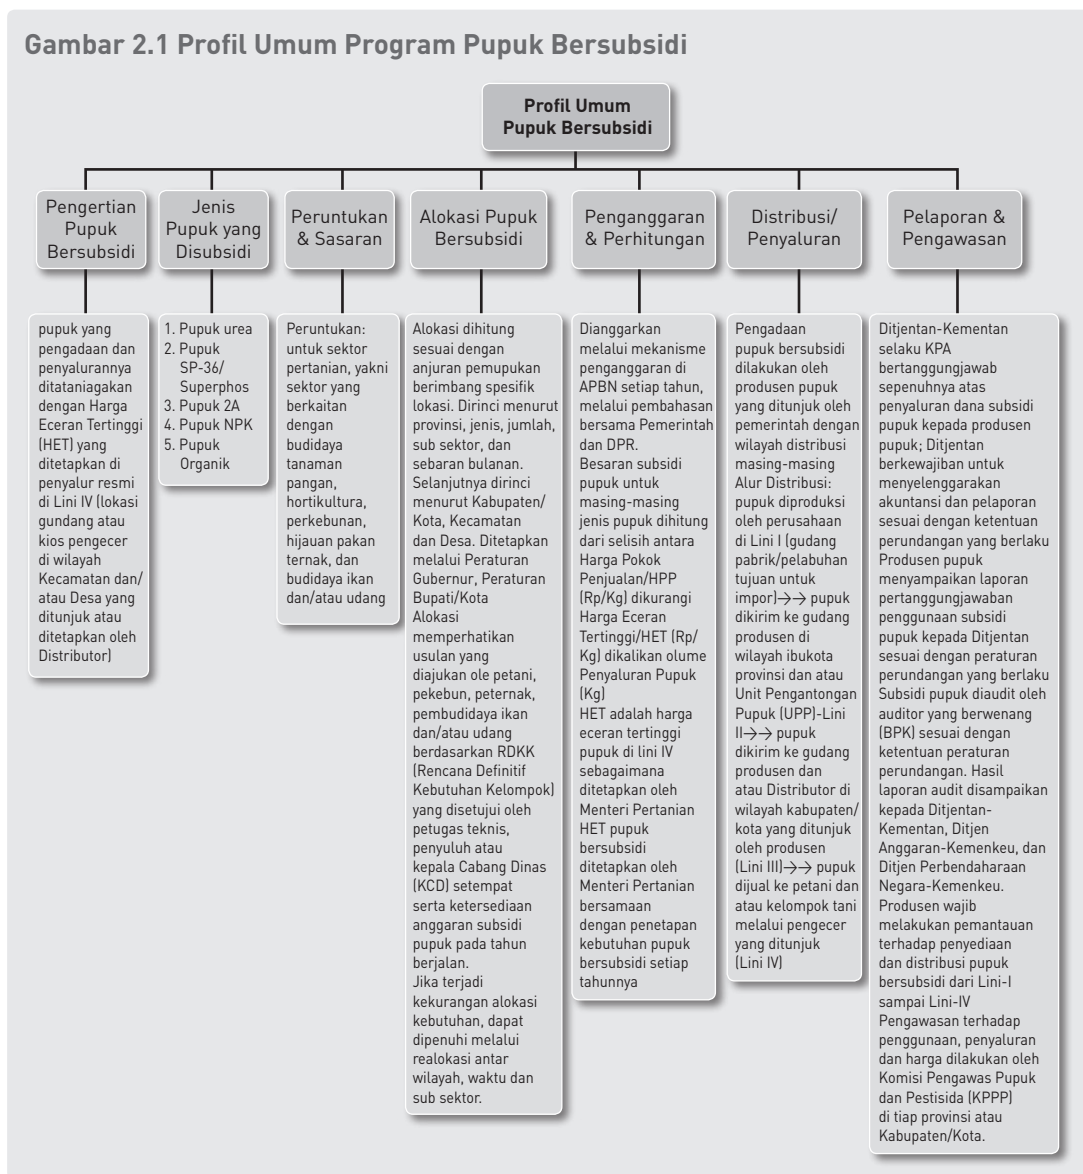 Gambar 2.1 Profil Umum Program Pupuk Bersubsidi
Profil Umum
Pupuk Bersubsidi
Pengertian
Pupuk
Bersubsidi
Jenis
Pupuk yang
Disubsidi
Peruntukan
& Sasaran
Alokasi Pupuk
Bersubsidi
Penganggaran
& Perhitungan
Distribusi/
Penyaluran
Pelaporan &
Pengawasan
pupuk yang
pengadaan dan
penyalurannya
ditataniagakan
dengan Harga
Eceran Tertinggi
(HET) yang
ditetapkan di
penyalur resmi
di Lini IV (lokasi
gundang atau
kios pengecer
di wilayah
Kecamatan dan/
atau Desa yang
ditunjuk atau
ditetapkan oleh
Distributor)
1. Pupuk urea
2. Pupuk
SP-36/
Superphos
3. Pupuk 2A
4. Pupuk NPK
5. Pupuk
Organik
Peruntukan:
untuk sektor
pertanian, yakni
sektor yang
berkaitan
dengan
budidaya
tanaman
pangan,
hortikultura,
perkebunan,
hijauan pakan
ternak, dan
budidaya ikan
dan/atau udang
Alokasi dihitung
sesuai dengan
anjuran pemupukan
berimbang spesifik
lokasi. Dirinci menurut
provinsi, jenis, jumlah,
sub sektor, dan
sebaran bulanan.
Selanjutnya dirinci
menurut Kabupaten/
Kota, Kecamatan
dan Desa. Ditetapkan
melalui Peraturan
Gubernur, Peraturan
Bupati/Kota
Alokasi
memperhatikan
usulan yang
diajukan ole petani,
pekebun, peternak,
pembudidaya ikan
dan/atau udang
berdasarkan RDKK
(Rencana Definitif
Kebutuhan Kelompok)
yang disetujui oleh
petugas teknis,
penyuluh atau
kepala Cabang Dinas
(KCD) setempat
serta ketersediaan
anggaran subsidi
pupuk pada tahun
berjalan.
Jika terjadi
kekurangan alokasi
kebutuhan, dapat
dipenuhi melalui
realokasi antar
wilayah, waktu dan
sub sektor.
Dianggarkan
melalui mekanisme
penganggaran di
APBN setiap tahun,
melalui pembahasan
bersama Pemerintah
dan DPR.
Besaran subsidi
pupuk untuk
masing-masing
jenis pupuk dihitung
dari selisih antara
Harga Pokok
Penjualan/HPP
(Rp/Kg) dikurangi
Harga Eceran
Tertinggi/HET (Rp/
Kg) dikalikan olume
Penyaluran Pupuk
(Kg)
HET adalah harga
eceran tertinggi
pupuk di lini IV
sebagaimana
ditetapkan oleh
Menteri Pertanian
HET pupuk
bersubsidi
ditetapkan oleh
Menteri Pertanian
bersamaan
dengan penetapan
kebutuhan pupuk
bersubsidi setiap
tahunnya
Pengadaan
pupuk bersubsidi
dilakukan oleh
produsen pupuk
yang ditunjuk oleh
pemerintah dengan
wilayah distribusi
masing-masing
Alur Distribusi:
pupuk diproduksi
oleh perusahaan
di Lini I (gudang
pabrik/pelabuhan
tujuan untuk
impor)→→ pupuk
dikirim ke gudang
produsen di
wilayah ibukota
provinsi dan atau
Unit Pengantongan
Pupuk (UPP)-Lini
II→→ pupuk
dikirim ke gudang
produsen dan
atau Distributor di
wilayah kabupaten/
kota yang ditunjuk
oleh produsen
(Lini III)→→ pupuk
dijual ke petani dan
atau kelompok tani
melalui pengecer
yang ditunjuk
(Lini IV)
Ditjentan-Kementan
selaku KPA
bertanggungjawab
sepenuhnya atas
penyaluran dana subsidi
pupuk kepada produsen
pupuk; Ditjentan
berkewajiban untuk
menyelenggarakan
akuntansi dan pelaporan
sesuai dengan ketentuan
perundangan yang berlaku
Produsen pupuk
menyampaikan laporan
pertanggungjawaban
penggunaan subsidi
pupuk kepada Ditjentan
sesuai dengan peraturan
perundangan yang berlaku
Subsidi pupuk diaudit oleh
auditor yang berwenang
(BPK) sesuai dengan
ketentuan peraturan
perundangan. Hasil
laporan audit disampaikan
kepada Ditjentan-
Kementan, Ditjen
Anggaran-Kemenkeu, dan
Ditjen Perbendaharaan
Negara-Kemenkeu.
Produsen wajib
melakukan pemantauan
terhadap penyediaan
dan distribusi pupuk
bersubsidi dari Lini-I
sampai Lini-IV
Pengawasan terhadap
penggunaan, penyaluran
dan harga dilakukan oleh
Komisi Pengawas Pupuk
dan Pestisida (KPPP)
di tiap provinsi atau
Kabupaten/Kota.